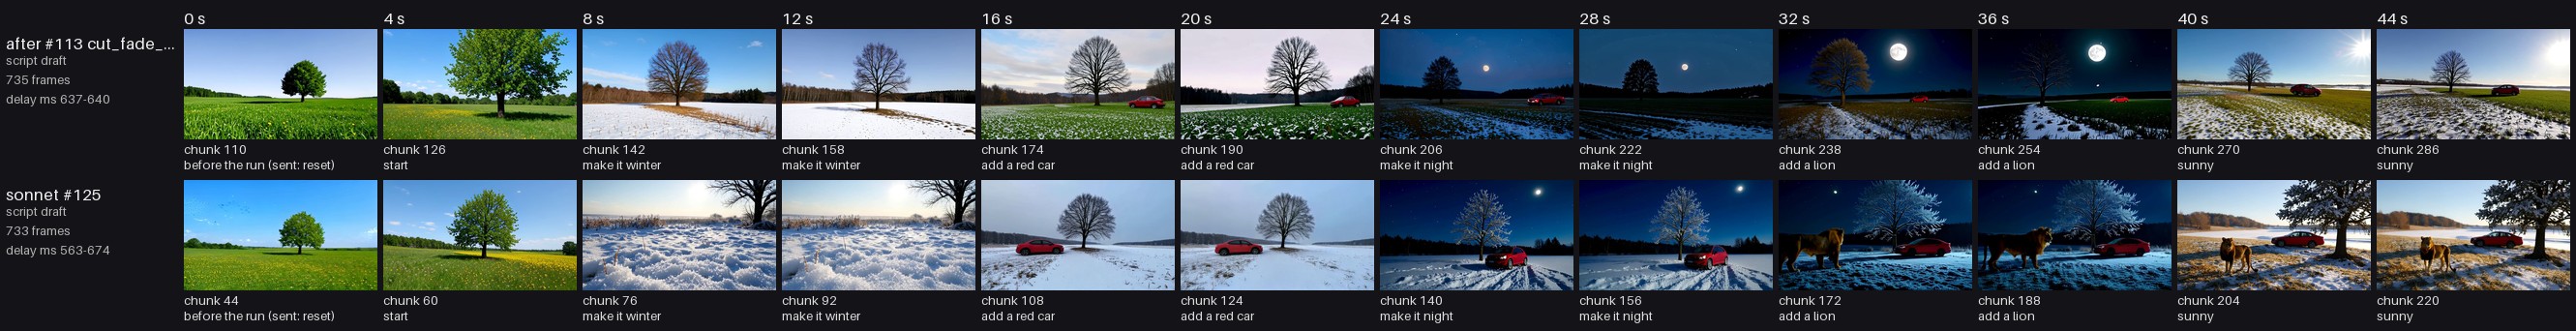 0 s 4 s 8 s 12 s 16 s 20 s 24 s 28 s 32 s 36 s 40 s 44 s
after #113 cut_fade_...
script draft
735 frames
delay ms 637-640
chunk 110 chunk 126 chunk 142 chunk 158 chunk 174 chunk 190 chunk 206 chunk 222 chunk 238 chunk 254 chunk 270 chunk 286
before the run (sent: reset) start make it winter make it winter add a red car add a red car make it night make it night add a lion add a lion sunny sunny
sonnet #125
script draft
733 frames
delay ms 563-674
chunk 44 chunk 60 chunk 76 chunk 92 chunk 108 chunk 124 chunk 140 chunk 156 chunk 172 chunk 188 chunk 204 chunk 220
before the run (sent: reset) start make it winter make it winter add a red car add a red car make it night make it night add a lion add a lion sunny sunny